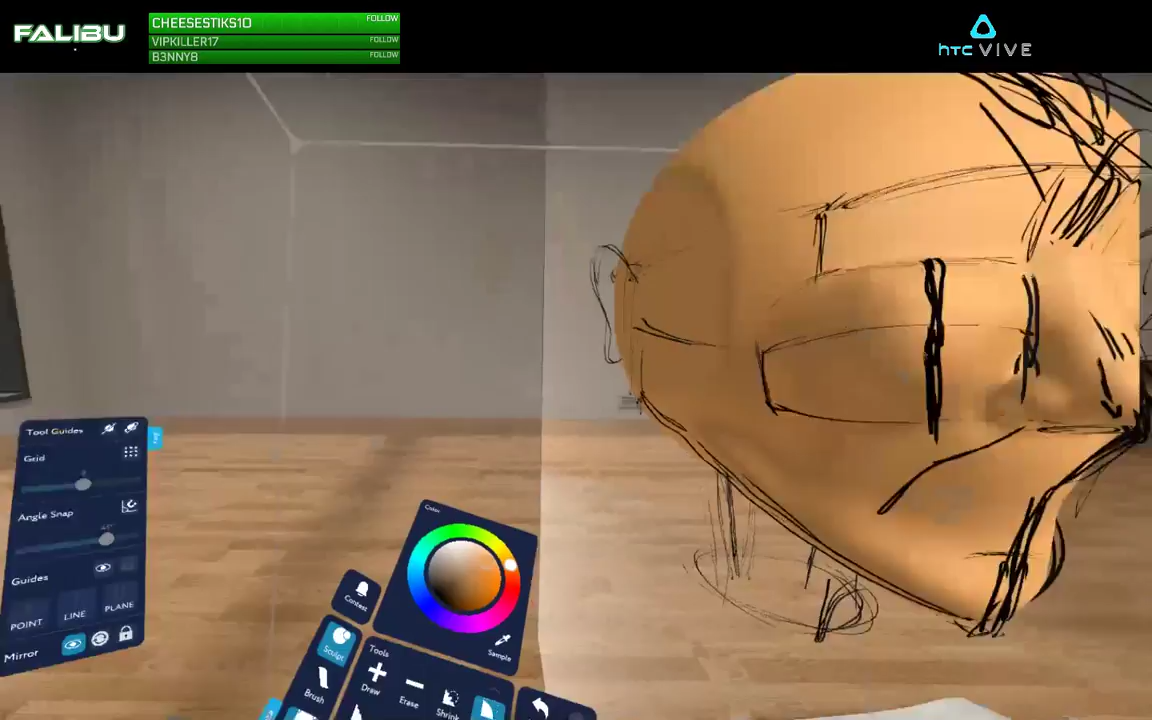 FALIBU
CHEESESTIKS10 FOLLOW
VIPKILLER17 FOLLOW
B3NNY8 FOLLOW
hTC VIVE
Tool Guides
Grid
Angle Snap
Guides
POINT LINE PLANE
Mirror
Color
Sample
Context
Sculpt
Brush
Tools
Draw
Erase
Shrink